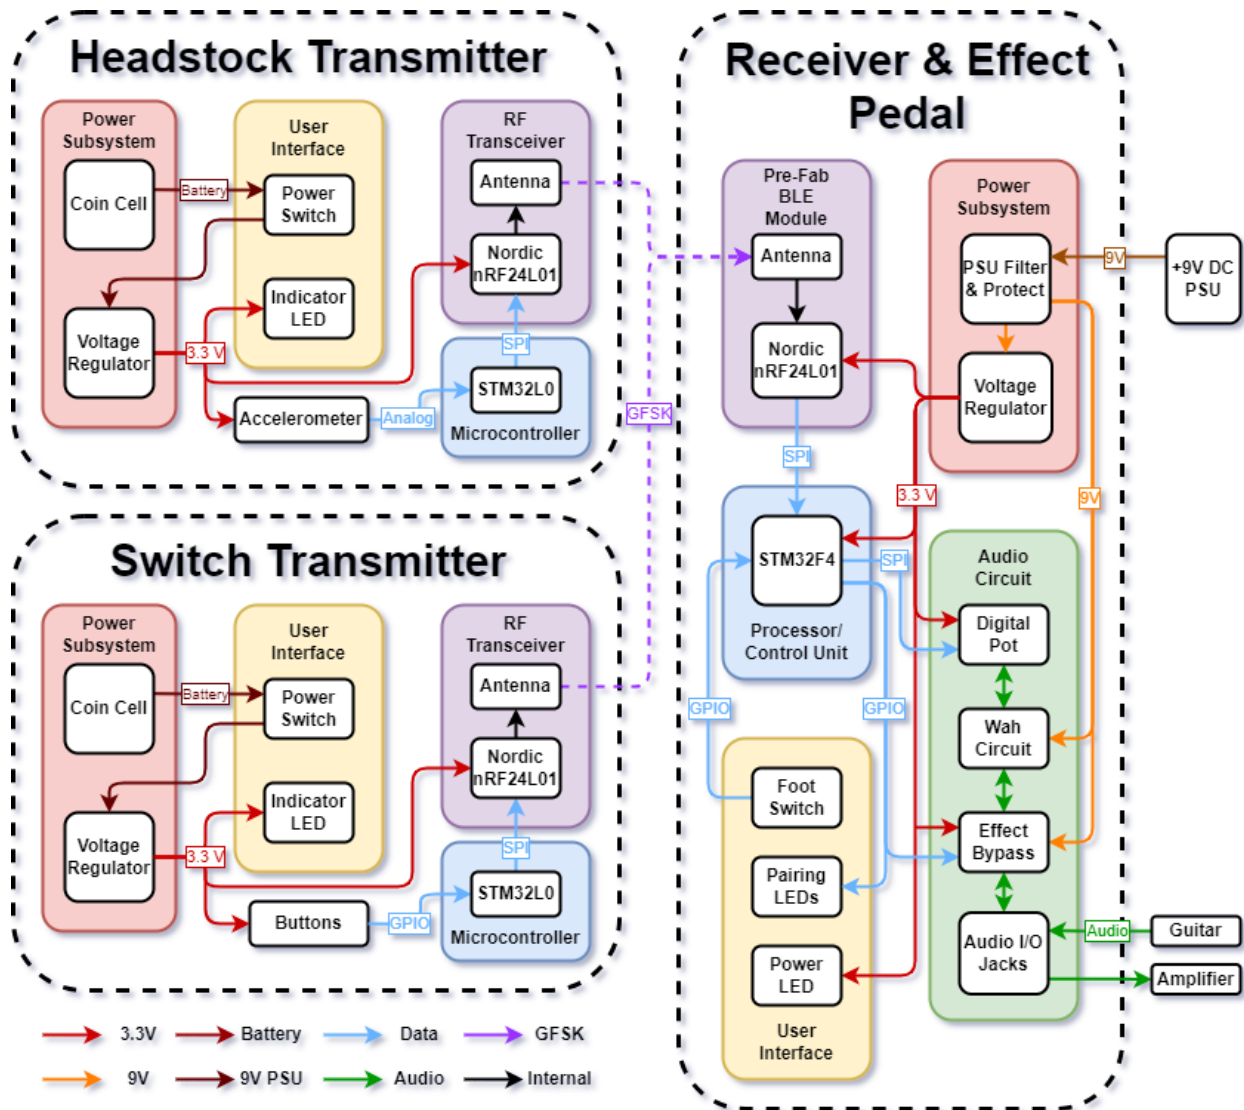 Headstock Transmitter
Power
Subsystem
Coin Cell
Battery
Voltage
Regulator
3.3 V
User
Interface
Power
Switch
Indicator
LED
Accelerometer
Analog
RF
Transceiver
Antenna
Nordic
nRF24L01
SPI
STM32L0
Microcontroller
GFSK
Switch Transmitter
Power
Subsystem
Coin Cell
Battery
Voltage
Regulator
3.3 V
User
Interface
Power
Switch
Indicator
LED
Buttons
GPIO
RF
Transceiver
Antenna
Nordic
nRF24L01
SPI
STM32L0
Microcontroller
Receiver & Effect
Pedal
Pre-Fab
BLE
Module
Antenna
Nordic
nRF24L01
SPI
Power
Subsystem
PSU Filter
& Protect
Voltage
Regulator
9V
+9V DC
PSU
3.3 V
9V
STM32F4
SPI
Processor/
Control Unit
GPIO
GPIO
Foot
Switch
Pairing
LEDs
Power
LED
User
Interface
Audio
Circuit
Digital
Pot
Wah
Circuit
Effect
Bypass
Audio I/O
Jacks
Audio
Guitar
Amplifier
3.3V
Battery
Data
GFSK
9V
9V PSU
Audio
Internal